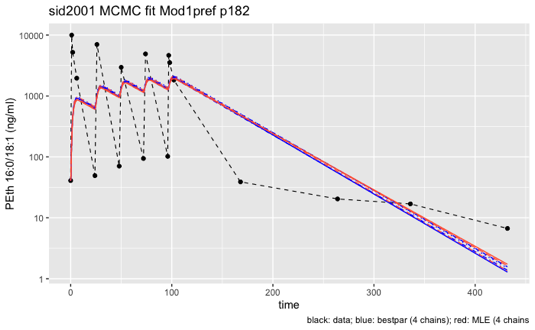 sid2001 MCMC fit Mod1pref p182
PEth 16:0/18:1 (ng/ml)
10000
1000
100
10
1
0
100
200
300
400
time
black: data; blue: bestpar (4 chains); red: MLE (4 chains